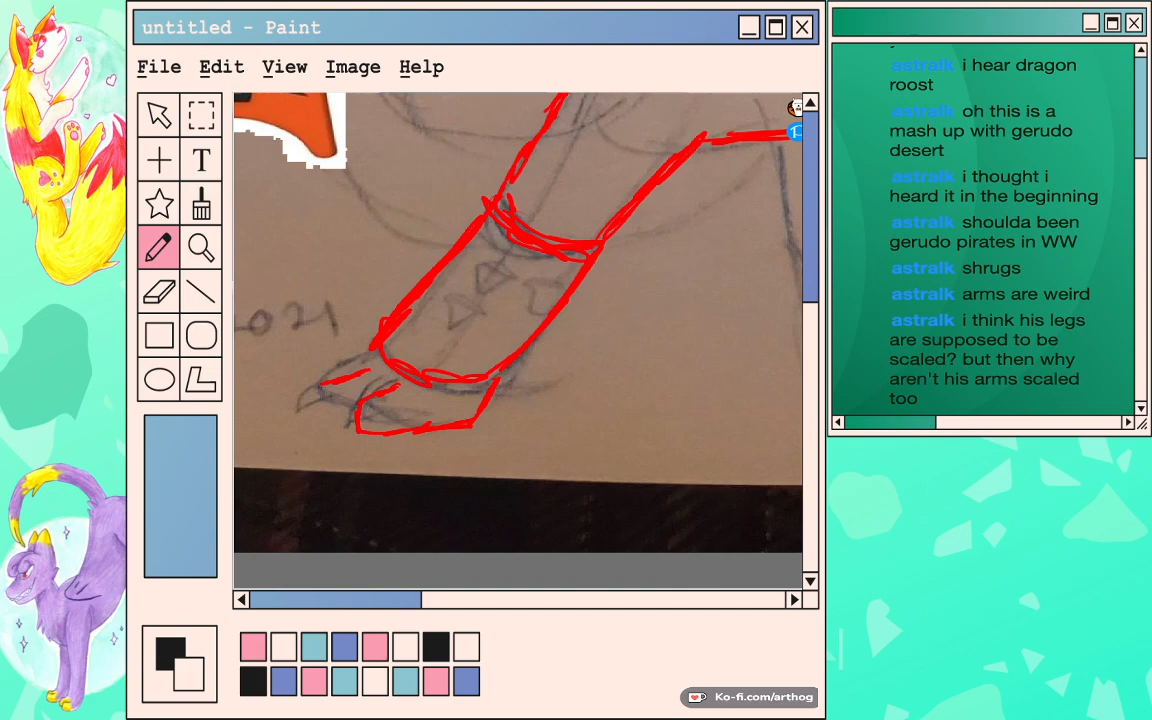 untitled - Paint
File Edit View Image Help
T
2021
Ko-fi.com/arthog
astralk i hear dragon
roost
astralk oh this is a
mash up with gerudo
desert
astralk i thought i
heard it in the beginning
astralk shoulda been
gerudo pirates in WW
astralk shrugs
astralk arms are weird
astralk i think his legs
are supposed to be
scaled? but then why
aren't his arms scaled
too